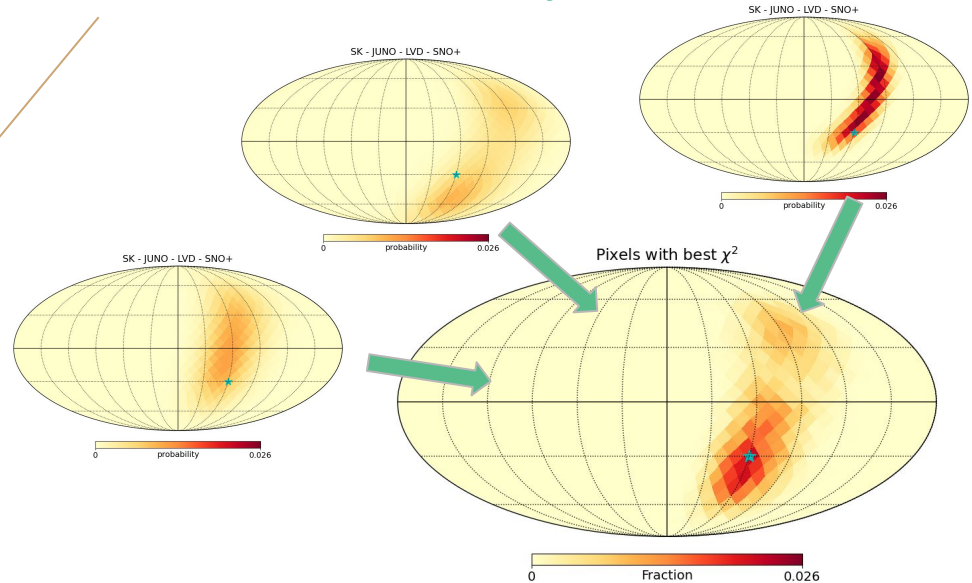 SK - JUNO - LVD - SNO+
0 probability 0.026
SK - JUNO - LVD - SNO+
0 probability 0.026
SK - JUNO - LVD - SNO+
0 probability 0.026
Pixels with best χ²
0 Fraction 0.026